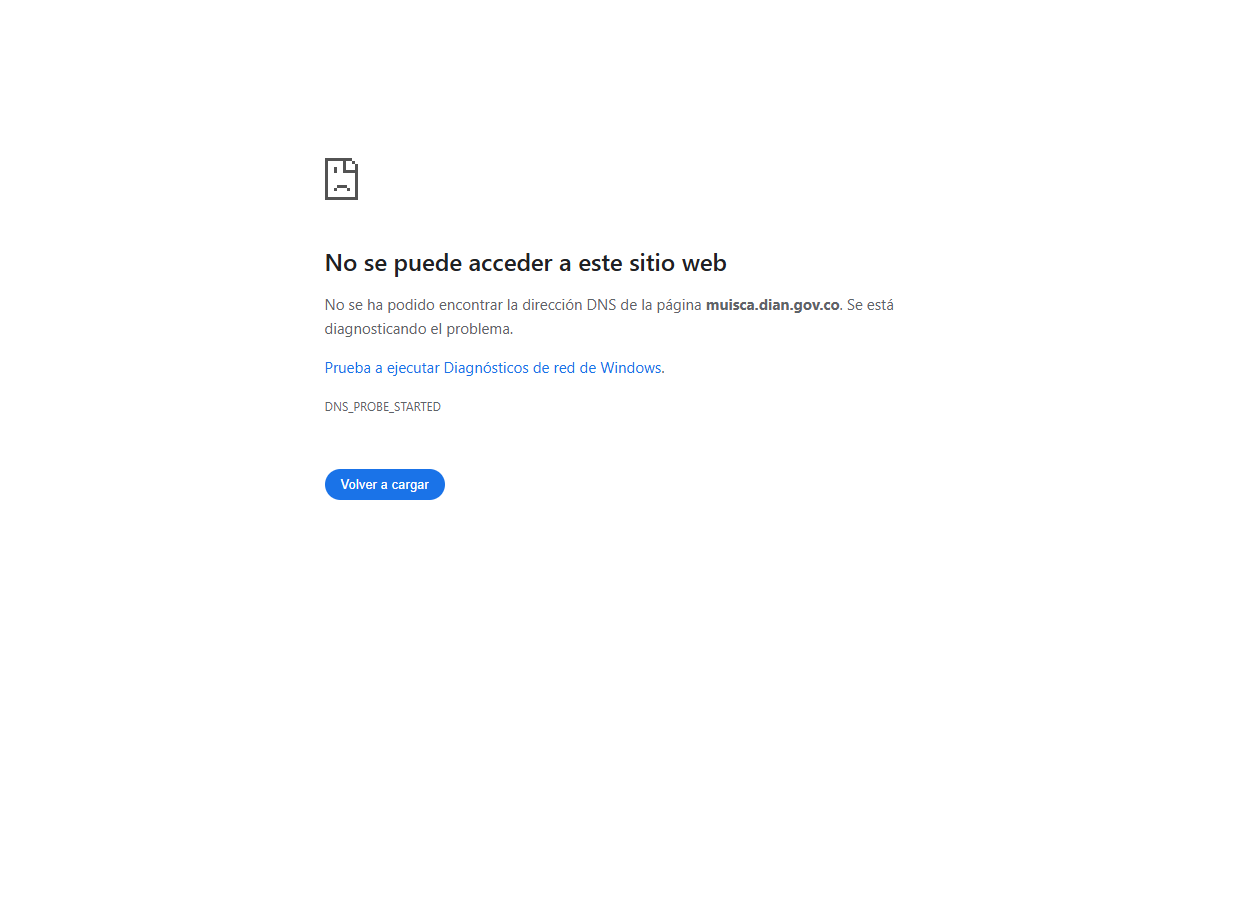 No se puede acceder a este sitio web
No se ha podido encontrar la dirección DNS de la página muisca.dian.gov.co. Se está
diagnosticando el problema.
Prueba a ejecutar Diagnósticos de red de Windows.
DNS_PROBE_STARTED
Volver a cargar